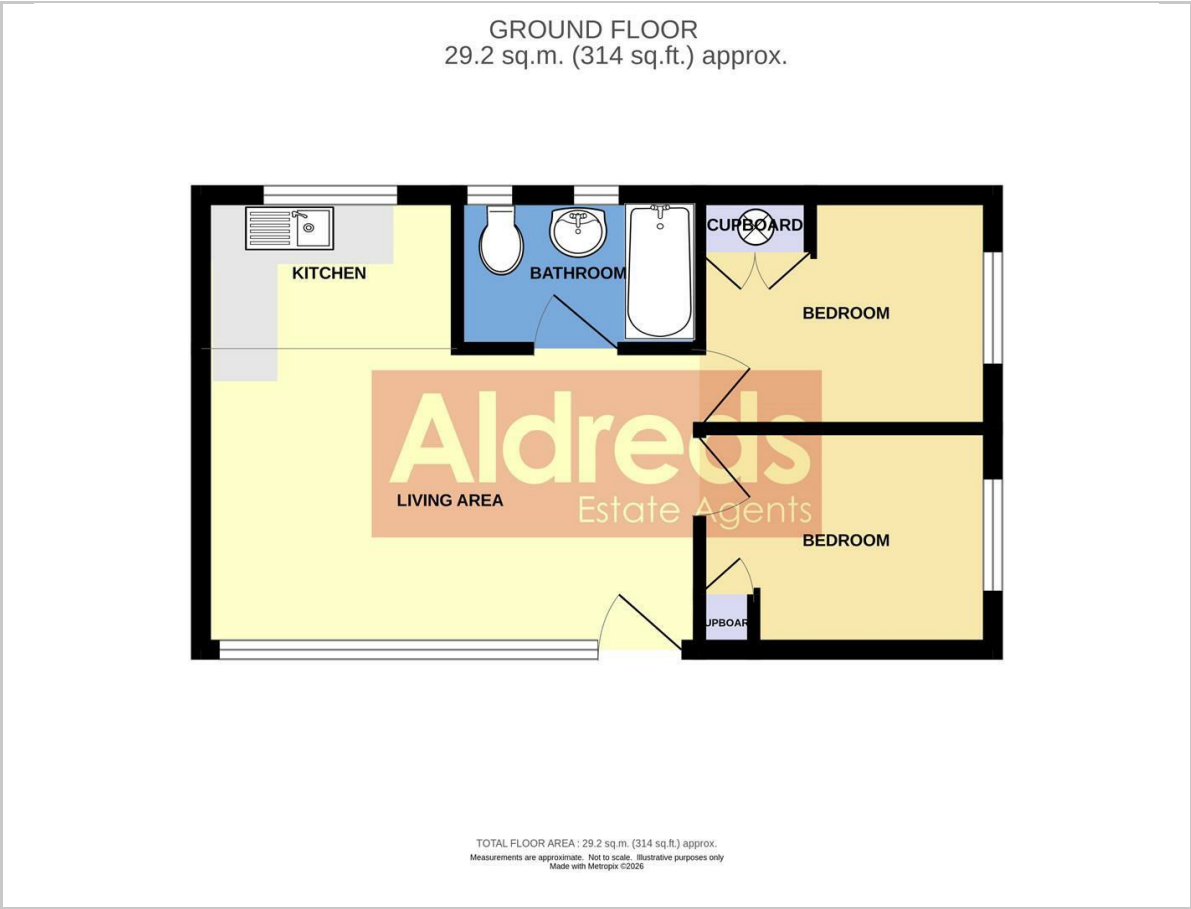 GROUND FLOOR
29.2 sq.m. (314 sq.ft.) approx.
CUPBOARD
KITCHEN
BATHROOM
BEDROOM
Aldreds
LIVING AREA
Estate Agents
BEDROOM
UPBOAR
TOTAL FLOOR AREA : 29.2 sq.m. (314 sq.ft.) approx.
Measurements are approximate. Not to scale. Illustrative purposes only
Made with Metropix ©2026